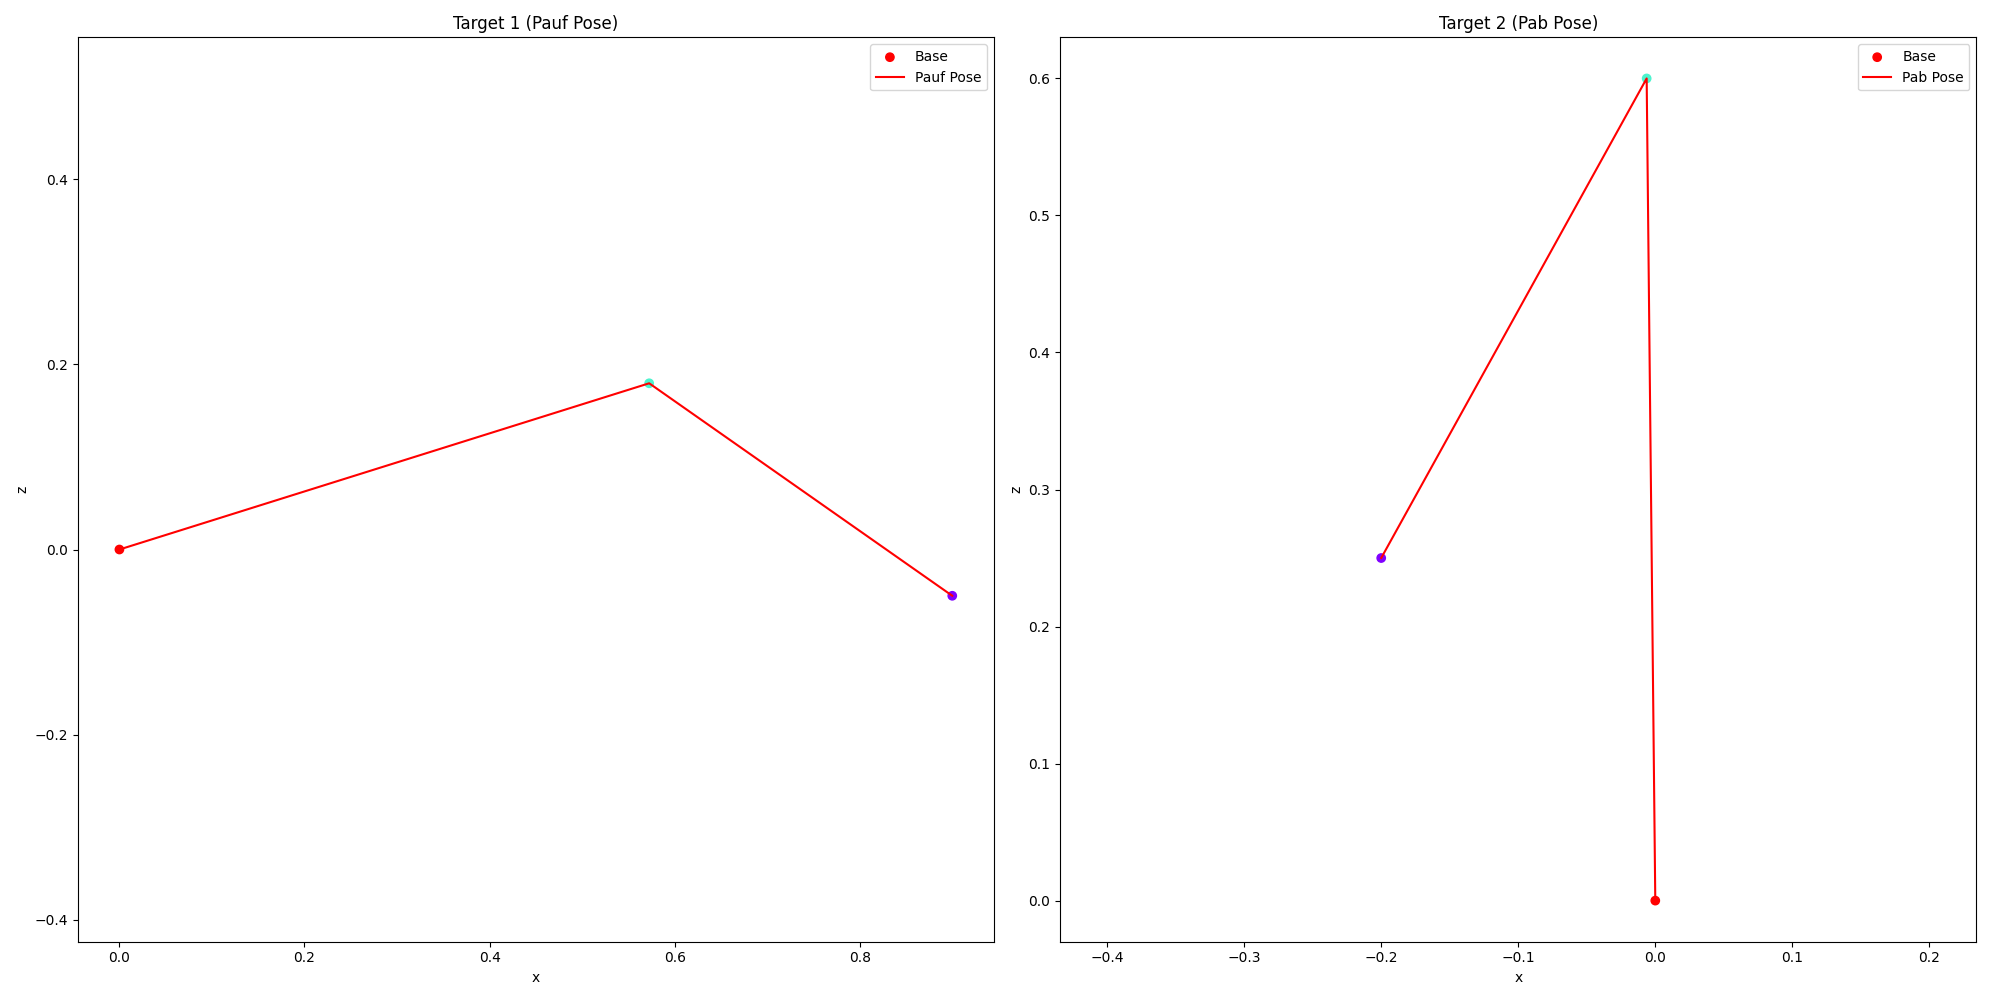 Target 1 (Pauf Pose)
Base
Pauf Pose
0.4
0.2
0.0
−0.2
−0.4
z
0.0 0.2 0.4 0.6 0.8
x
Target 2 (Pab Pose)
Base
Pab Pose
0.6
0.5
0.4
0.3
0.2
0.1
0.0
z
−0.4 −0.3 −0.2 −0.1 0.0 0.1 0.2
x